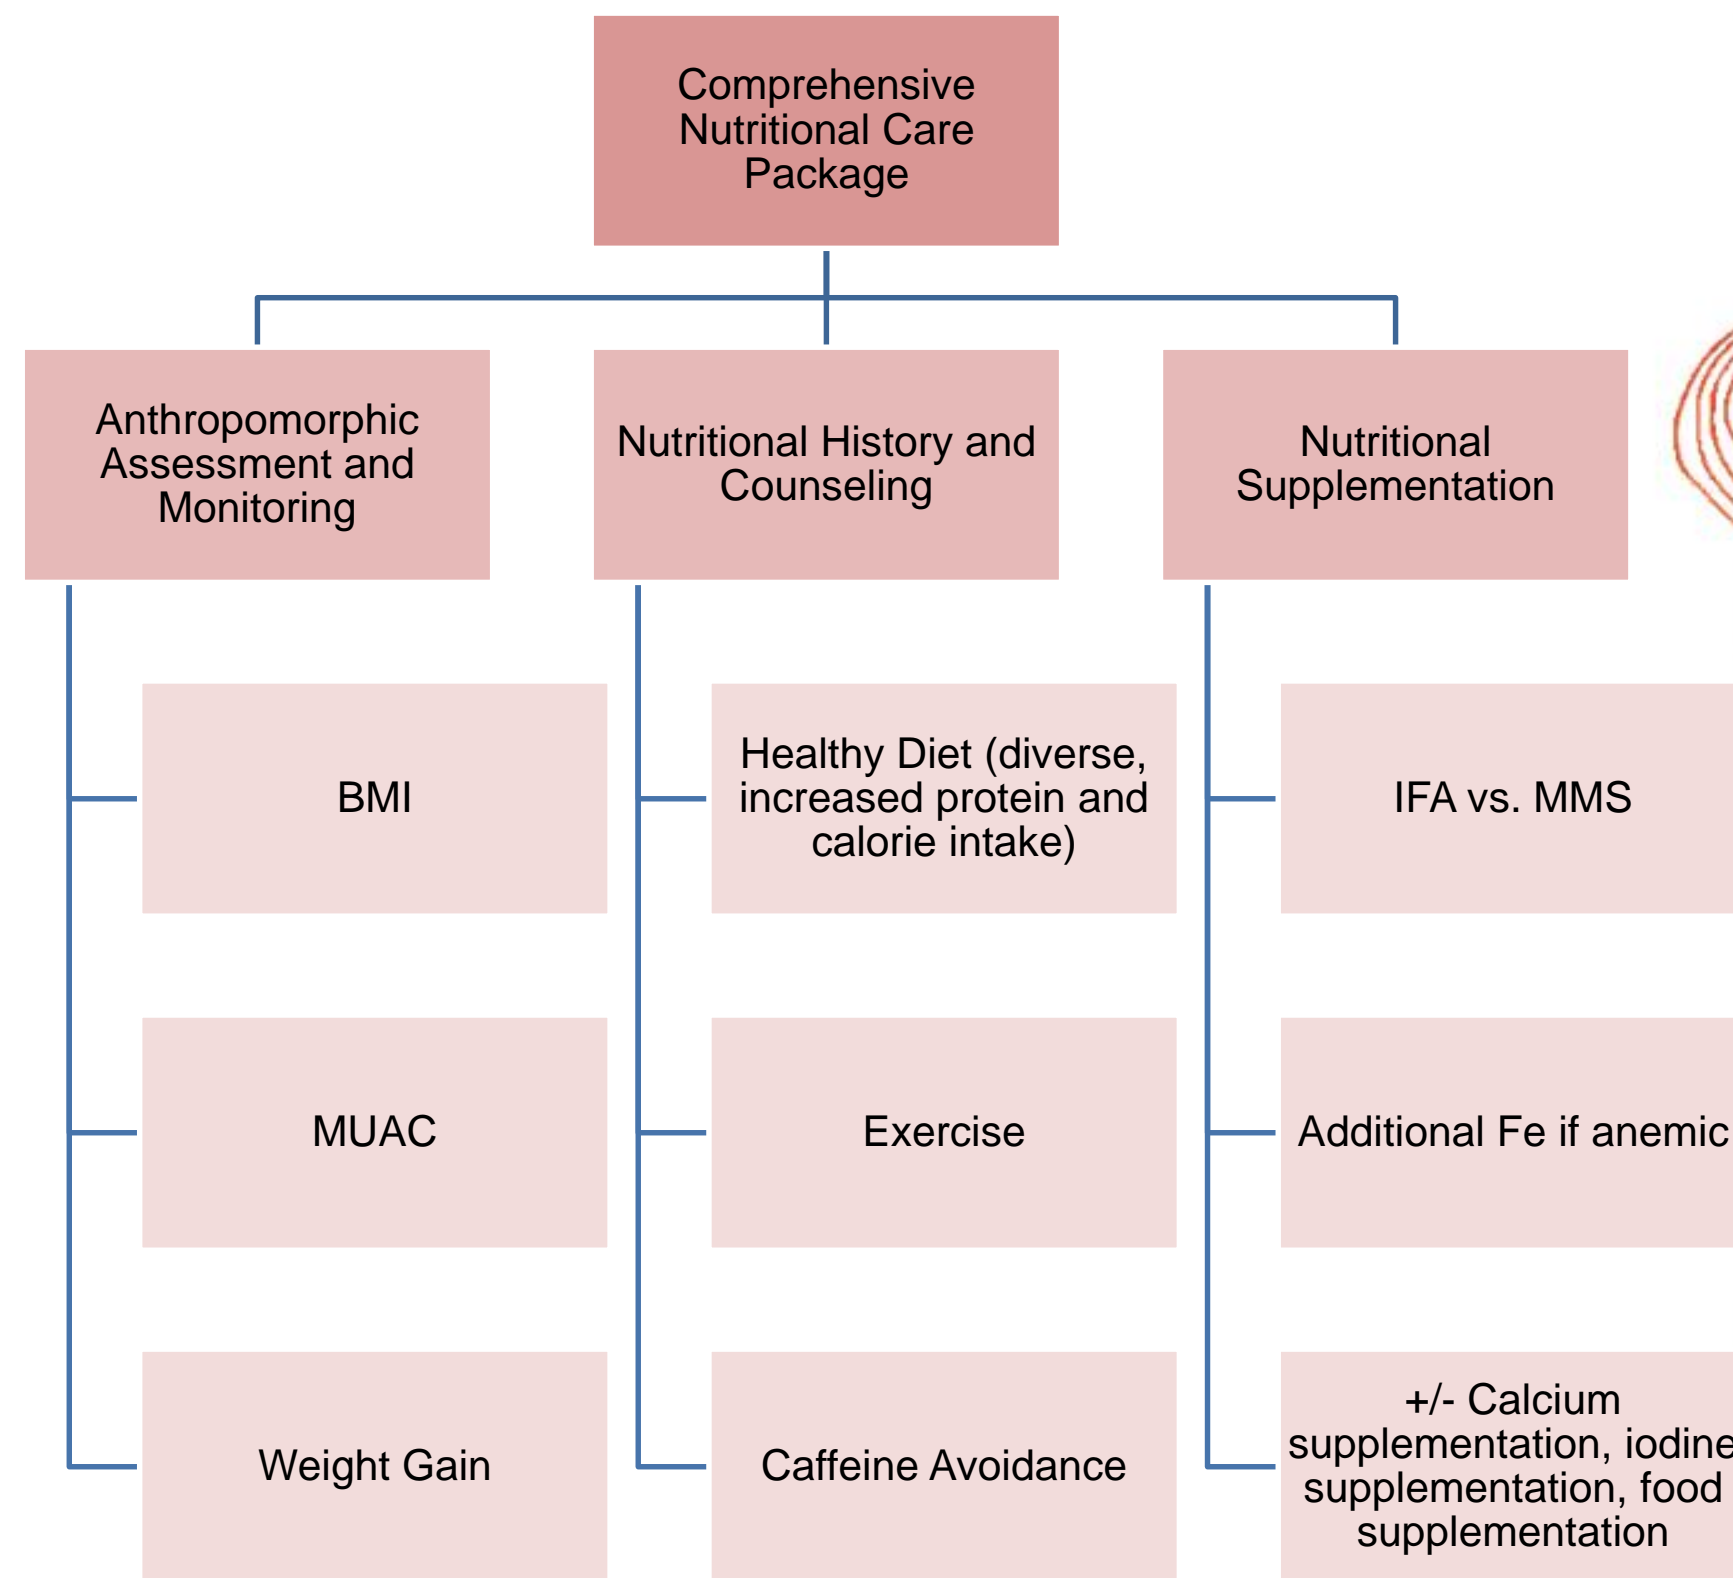 Comprehensive
Nutritional Care
Package
Anthropomorphic
Assessment and
Monitoring
Nutritional History and
Counseling
Nutritional
Supplementation
BMI
Healthy Diet (diverse,
increased protein and
calorie intake)
IFA vs. MMS
MUAC
Exercise
Additional Fe if anemic
Weight Gain
Caffeine Avoidance
+/- Calcium
supplementation, iodine
supplementation, food
supplementation